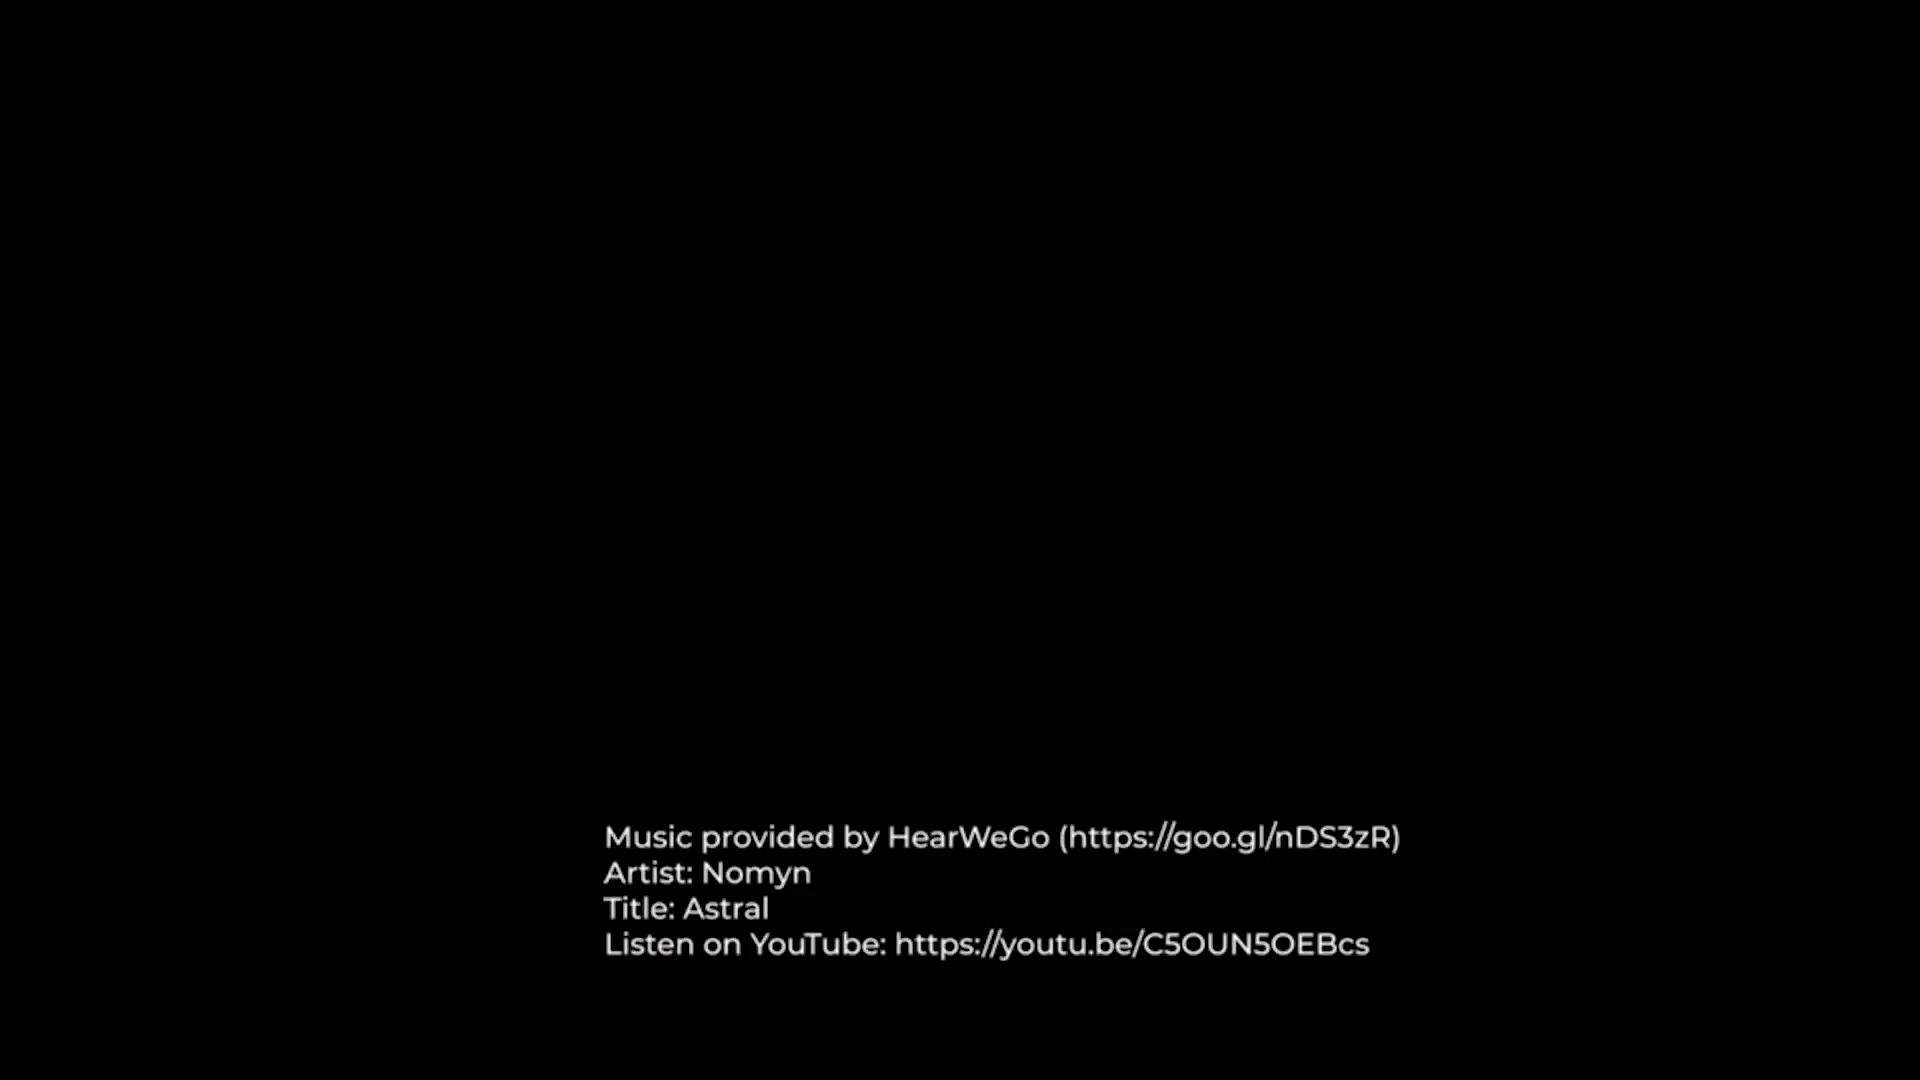 Music provided by HearWeGo (https://goo.gl/nDS3zR)
Artist: Nomyn
Title: Astral
Listen on YouTube: https://youtu.be/C5OUN5OEBcs